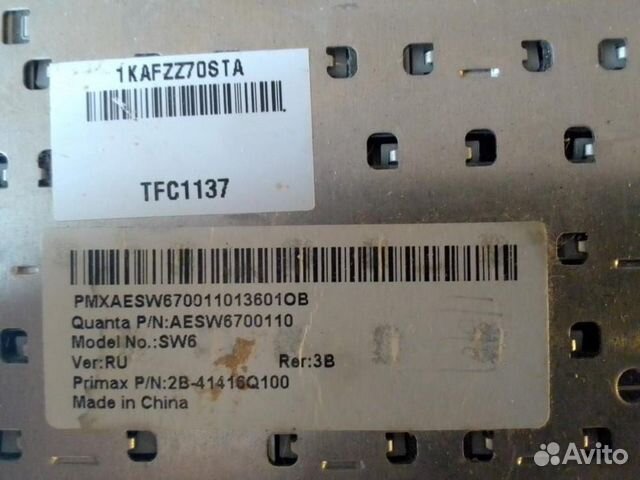 1KAFZZ70STA
TFC1137
PMXAESW670011013601OB
Quanta P/N:AESW6700110
Model No.:SW6
Ver:RU Rer:3B
Primax P/N:2B-41416Q100
Made in China
Avito